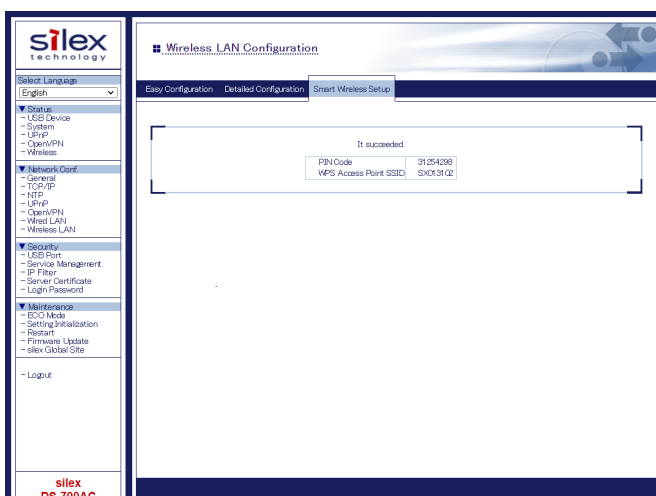 silex
technology
Select Language
English
▼ Status
- USB Device
- System
- UPnP
- OpenVPN
- Wireless
▼ Network Conf.
- General
- TCP/IP
- NTP
- UPnP
- OpenVPN
- Wired LAN
- Wireless LAN
▼ Security
- USB Port
- Service Management
- IP Filter
- Server Certificate
- Login Password
▼ Maintenance
- ECO Mode
- Setting Initialization
- Restart
- Firmware Update
- silex Global Site
- Logout
silex
DS-700AC
Wireless LAN Configuration
Easy Configuration Detailed Configuration Smart Wireless Setup
It succeeded.
PIN Code 31254298
WPS Access Point SSID SX013102